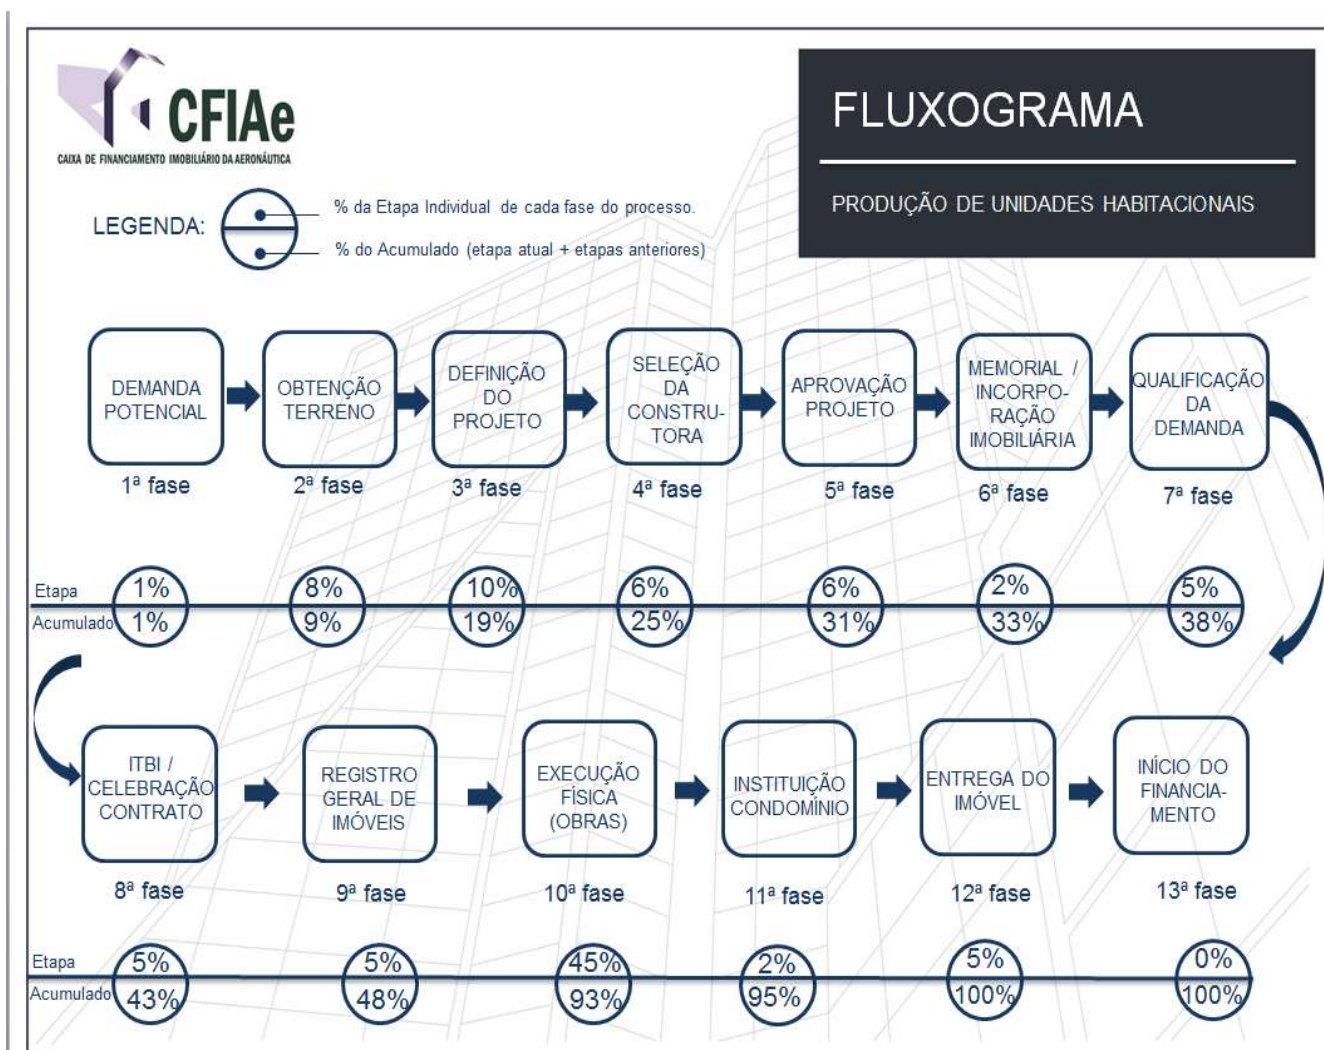 CFIAe
CAIXA DE FINANCIAMENTO IMOBILIÁRIO DA AERONÁUTICA
FLUXOGRAMA
PRODUÇÃO DE UNIDADES HABITACIONAIS
LEGENDA:
% da Etapa Individual de cada fase do processo.
% do Acumulado (etapa atual + etapas anteriores)
DEMANDA
POTENCIAL
1ª fase
OBTENÇÃO
TERRENO
2ª fase
DEFINIÇÃO
DO
PROJETO
3ª fase
SELEÇÃO
DA
CONSTRU-
TORA
4ª fase
APROVAÇÃO
PROJETO
5ª fase
MEMORIAL /
INCORPO-
RAÇÃO
IMOBILIÁRIA
6ª fase
QUALIFICAÇÃO
DA
DEMANDA
7ª fase
Etapa 1% 8% 10% 6% 6% 2% 5%
Acumulado 1% 9% 19% 25% 31% 33% 38%
ITBI /
CELEBRAÇÃO
CONTRATO
8ª fase
REGISTRO
GERAL DE
IMÓVEIS
9ª fase
EXECUÇÃO
FÍSICA
(OBRAS)
10ª fase
INSTITUIÇÃO
CONDOMÍNIO
11ª fase
ENTREGA DO
IMÓVEL
12ª fase
INÍCIO DO
FINANCIA-
MENTO
13ª fase
Etapa 5% 5% 45% 2% 5% 0%
Acumulado 43% 48% 93% 95% 100% 100%